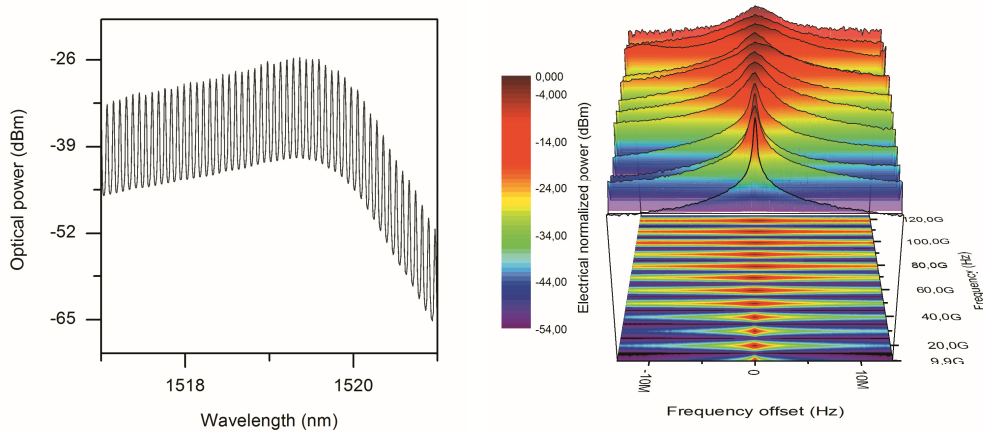 -26
-39
-52
-65
Optical power (dBm)
1518
1520
Wavelength (nm)
0,000
-4,000
-14,00
-24,00
-34,00
-44,00
-54,00
Electrical normalized power (dBm)
120,0G
100,0G
80,0G
60,0G
40,0G
20,0G
9,9G
Frequency (Hz)
-10M
0
10M
Frequency offset (Hz)